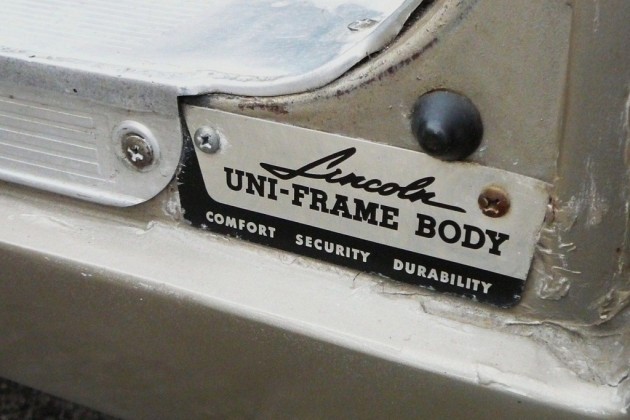 Lincoln
UNI-FRAME BODY
COMFORT SECURITY DURABILITY